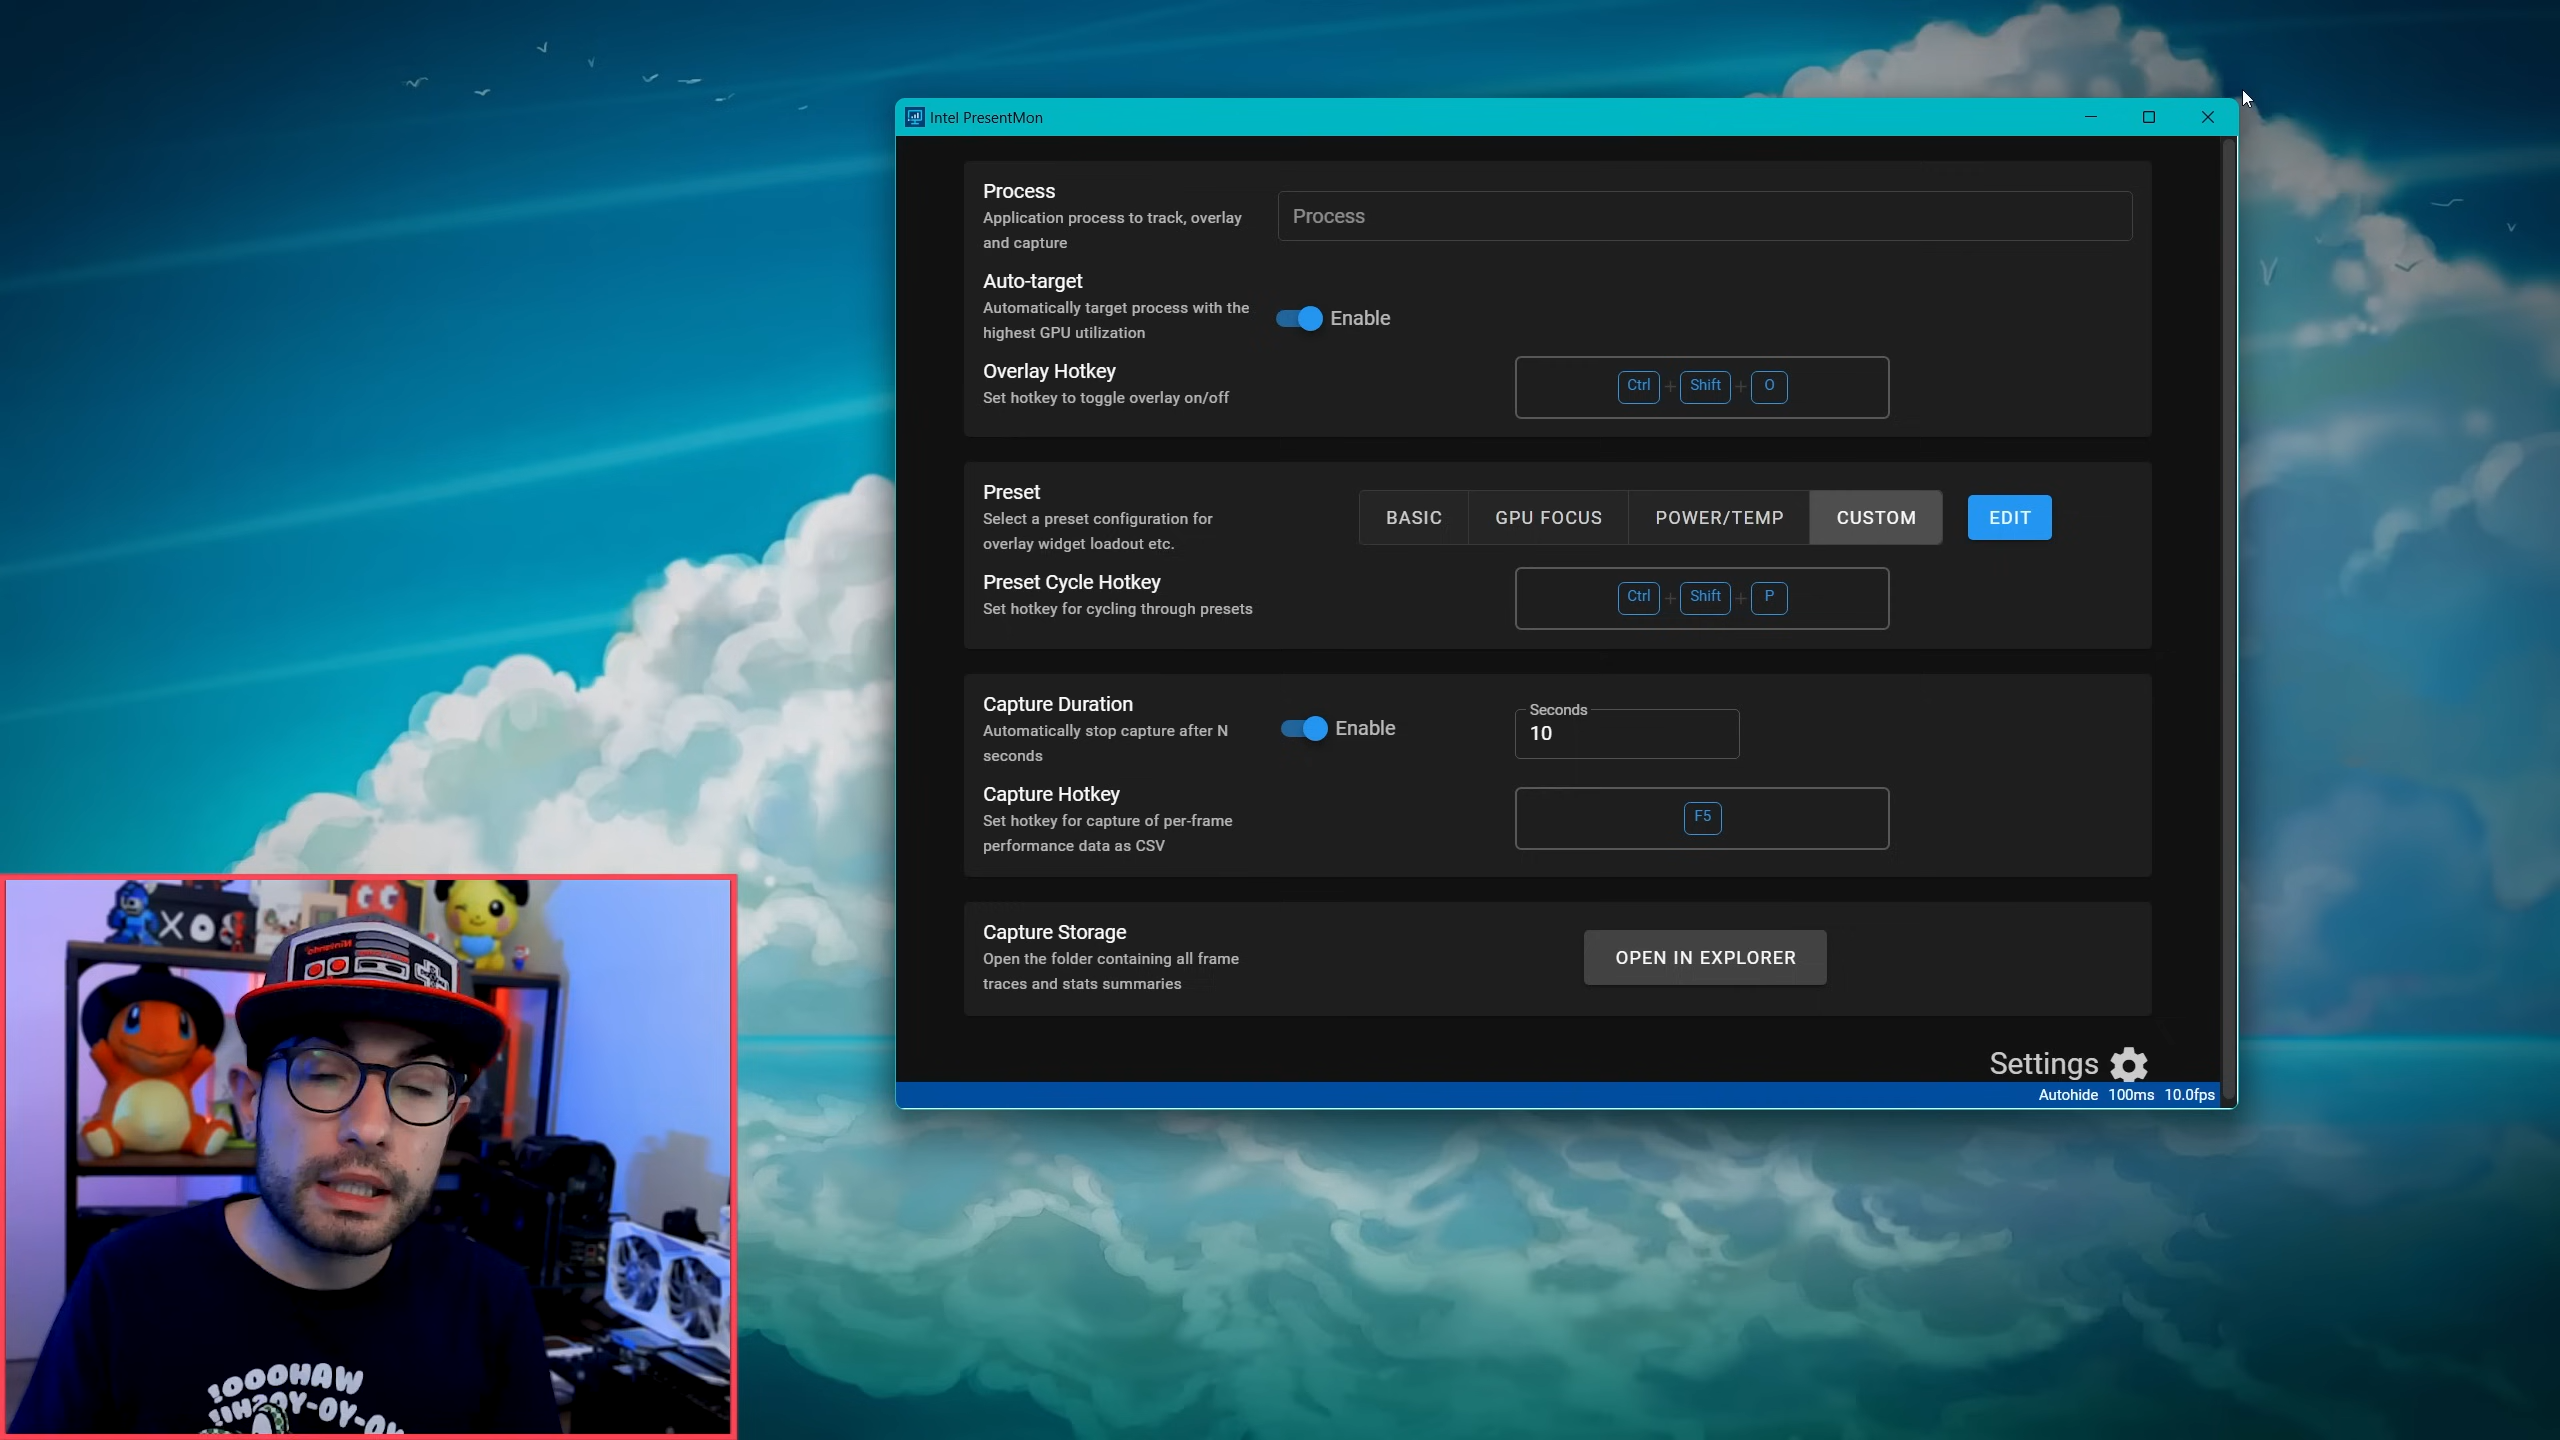 Intel PresentMon
Process
Application process to track, overlay
and capture
Process
Auto-target
Automatically target process with the
highest GPU utilization
Enable
Overlay Hotkey
Set hotkey to toggle overlay on/off
Ctrl + Shift + O
Preset
Select a preset configuration for
overlay widget loadout etc.
BASIC GPU FOCUS POWER/TEMP CUSTOM EDIT
Preset Cycle Hotkey
Set hotkey for cycling through presets
Ctrl + Shift + P
Capture Duration
Automatically stop capture after N
seconds
Enable
Seconds
10
Capture Hotkey
Set hotkey for capture of per-frame
performance data as CSV
F5
Capture Storage
Open the folder containing all frame
traces and stats summaries
OPEN IN EXPLORER
Settings
Autohide 100ms 10.0fps